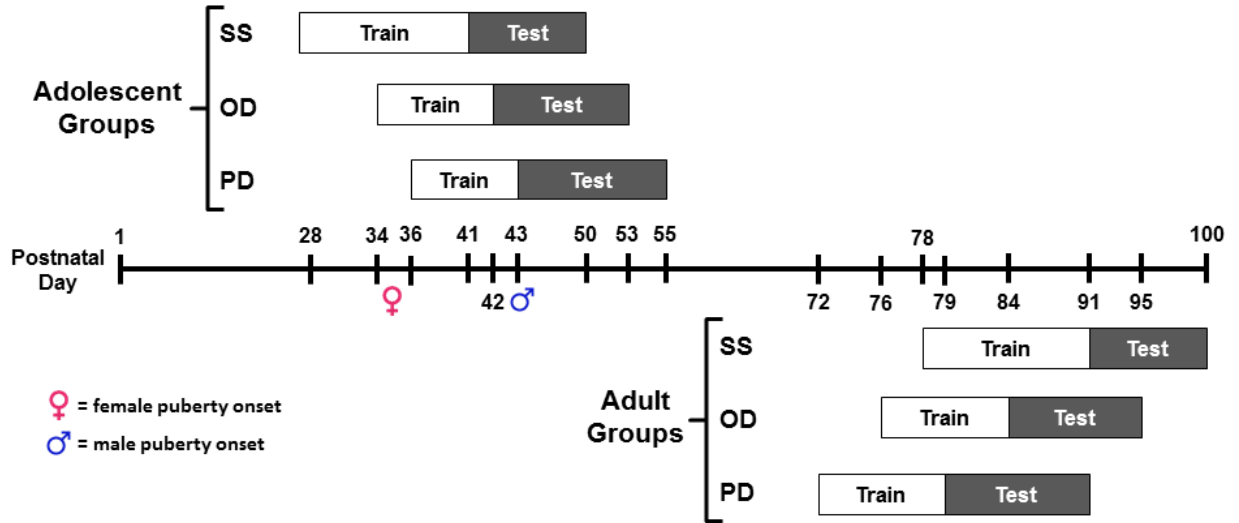 SS
Train Test
Adolescent
Groups
OD
Train Test
PD
Train Test
1 28 34 36 41 43 50 53 55 78 100
Postnatal
Day
42 72 76 79 84 91 95
SS
Train Test
♀ = female puberty onset
♂ = male puberty onset
Adult
Groups
OD
Train Test
PD
Train Test